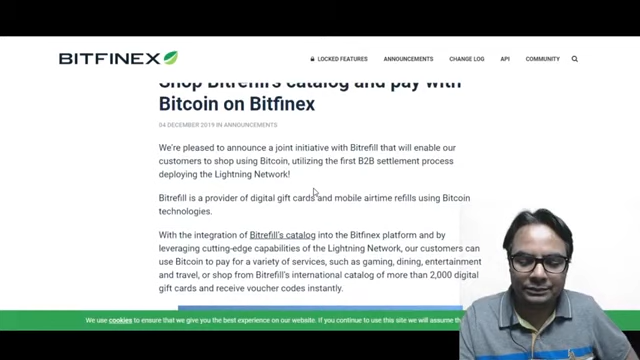 BITFINEX
LOCKED FEATURES ANNOUNCEMENTS CHANGE LOG API COMMUNITY
Shop Bitrefill's catalog and pay with
Bitcoin on Bitfinex
04 DECEMBER 2019 IN ANNOUNCEMENTS
We're pleased to announce a joint initiative with Bitrefill that will enable our
customers to shop using Bitcoin, utilizing the first B2B settlement process
deploying the Lightning Network!
Bitrefill is a provider of digital gift cards and mobile airtime refills using Bitcoin
technologies.
With the integration of Bitrefill's catalog into the Bitfinex platform and by
leveraging cutting-edge capabilities of the Lightning Network, our customers can
use Bitcoin to pay for a variety of services, such as gaming, dining, entertainment
and travel, or shop from Bitrefill's international catalog of more than 2,000 digital
gift cards and receive voucher codes instantly.
We use cookies to ensure that we give you the best experience on our website. If you continue to use this site we will assume th